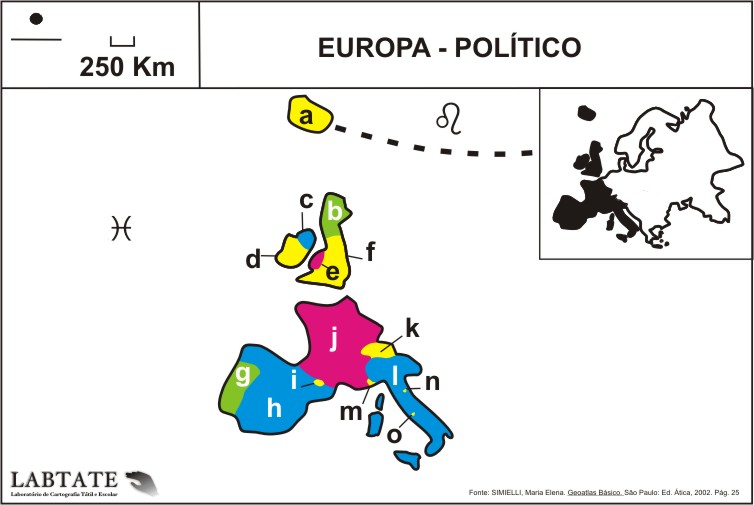 250 Km
EUROPA - POLÍTICO
a
c
b
d
f
e
j
k
g
i
l
n
h
m
o
LABTATE
Laboratório de Cartografia Tátil e Escolar
Fonte: SIMIELLI, Maria Elena. Geoatlas Básico. São Paulo: Ed. Ática, 2002. Pág. 25